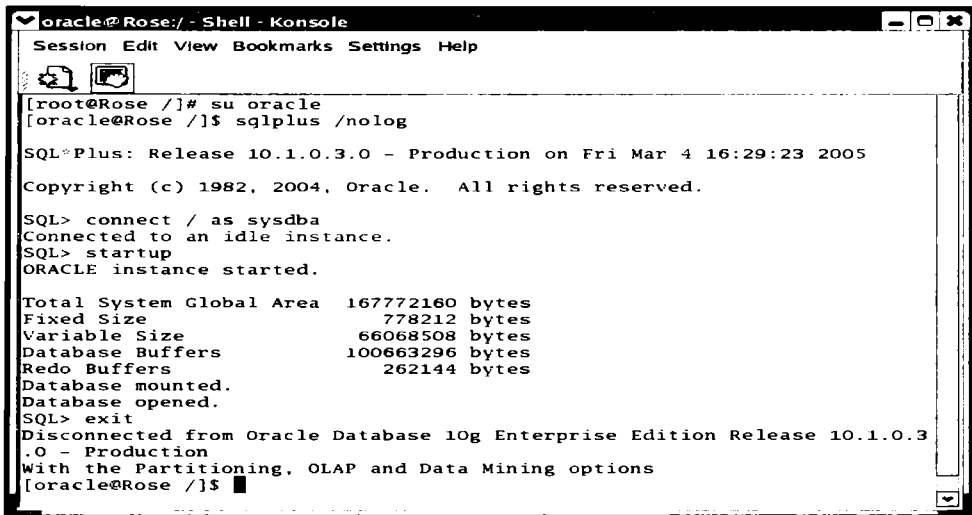 oracle@Rose:/ - Shell - Konsole
Session Edit View Bookmarks Settings Help
[root@Rose /]# su oracle
[oracle@Rose /]$ sqlplus /nolog
SQL*Plus: Release 10.1.0.3.0 - Production on Fri Mar 4 16:29:23 2005
Copyright (c) 1982, 2004, Oracle.  All rights reserved.
SQL> connect / as sysdba
Connected to an idle instance.
SQL> startup
ORACLE instance started.
Total System Global Area  167772160 bytes
Fixed Size                   778212 bytes
Variable Size              66068508 bytes
Database Buffers          100663296 bytes
Redo Buffers                 262144 bytes
Database mounted.
Database opened.
SQL> exit
Disconnected from Oracle Database 10g Enterprise Edition Release 10.1.0.3
.0 - Production
With the Partitioning, OLAP and Data Mining options
[oracle@Rose /]$